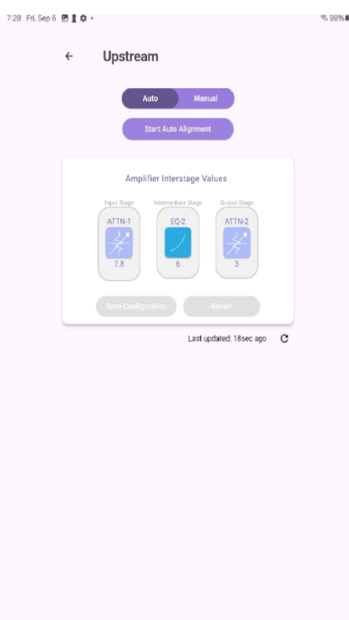 7:28 Fri, Sep 6
98%
Upstream
Auto Manual
Start Auto Alignment
Amplifier Interstage Values
Input Stage Intermediate Stage Output Stage
ATTN-1 EQ-2 ATTN-2
7.8 6 3
Save Configuration Revert
Last updated: 18sec ago